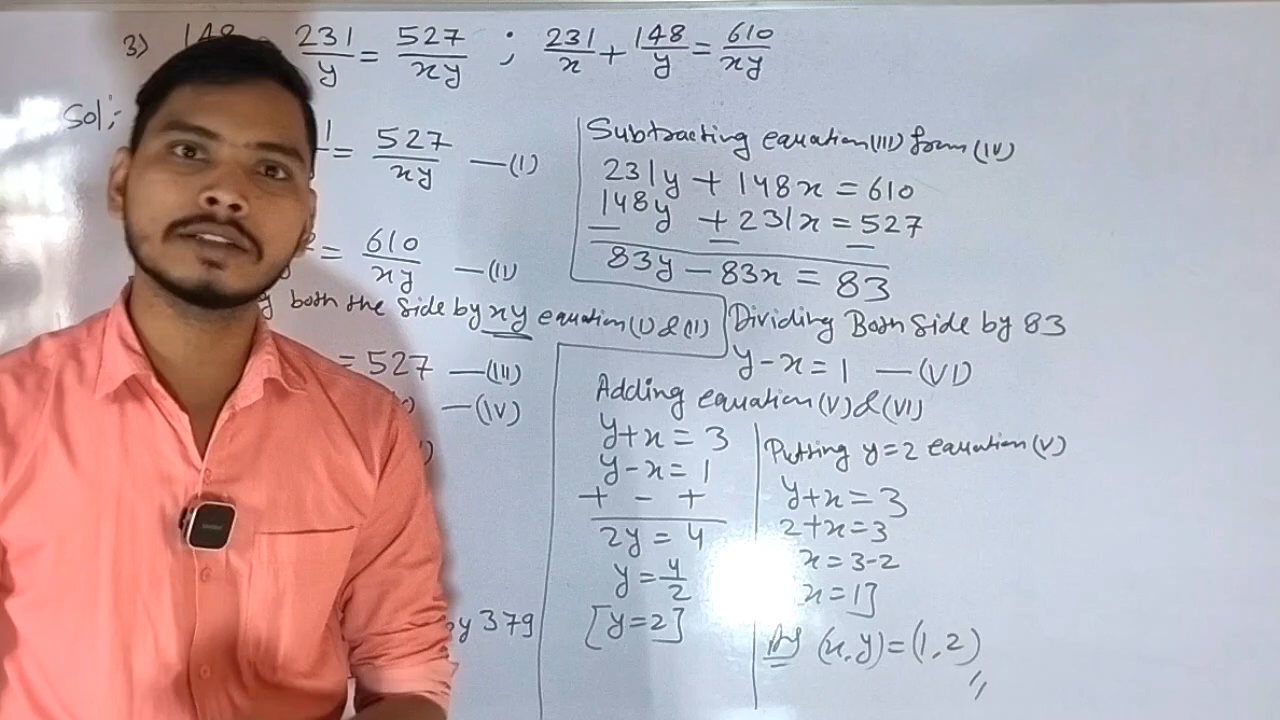 3) 148 231/y = 527/xy ; 231/x + 148/y = 610/xy
Sol;-
1 = 527/xy —(I)
= 610/xy —(II)
both the side by xy equation (I) & (II)
= 527 —(III)
—(IV)
by 379
Subtracting equation (III) form (IV)
231y + 148x = 610
148y + 231x = 527
— — —
83y - 83x = 83
Dividing Both Side by 83
y - x = 1 —(VI)
Adding equation (V) & (VI)
y + x = 3
y - x = 1
+ - +
2y = 4
y = 4/2
[y=2]
Putting y=2 equation (V)
y + x = 3
2 + x = 3
x = 3-2
x = 1]
(x,y) = (1,2)